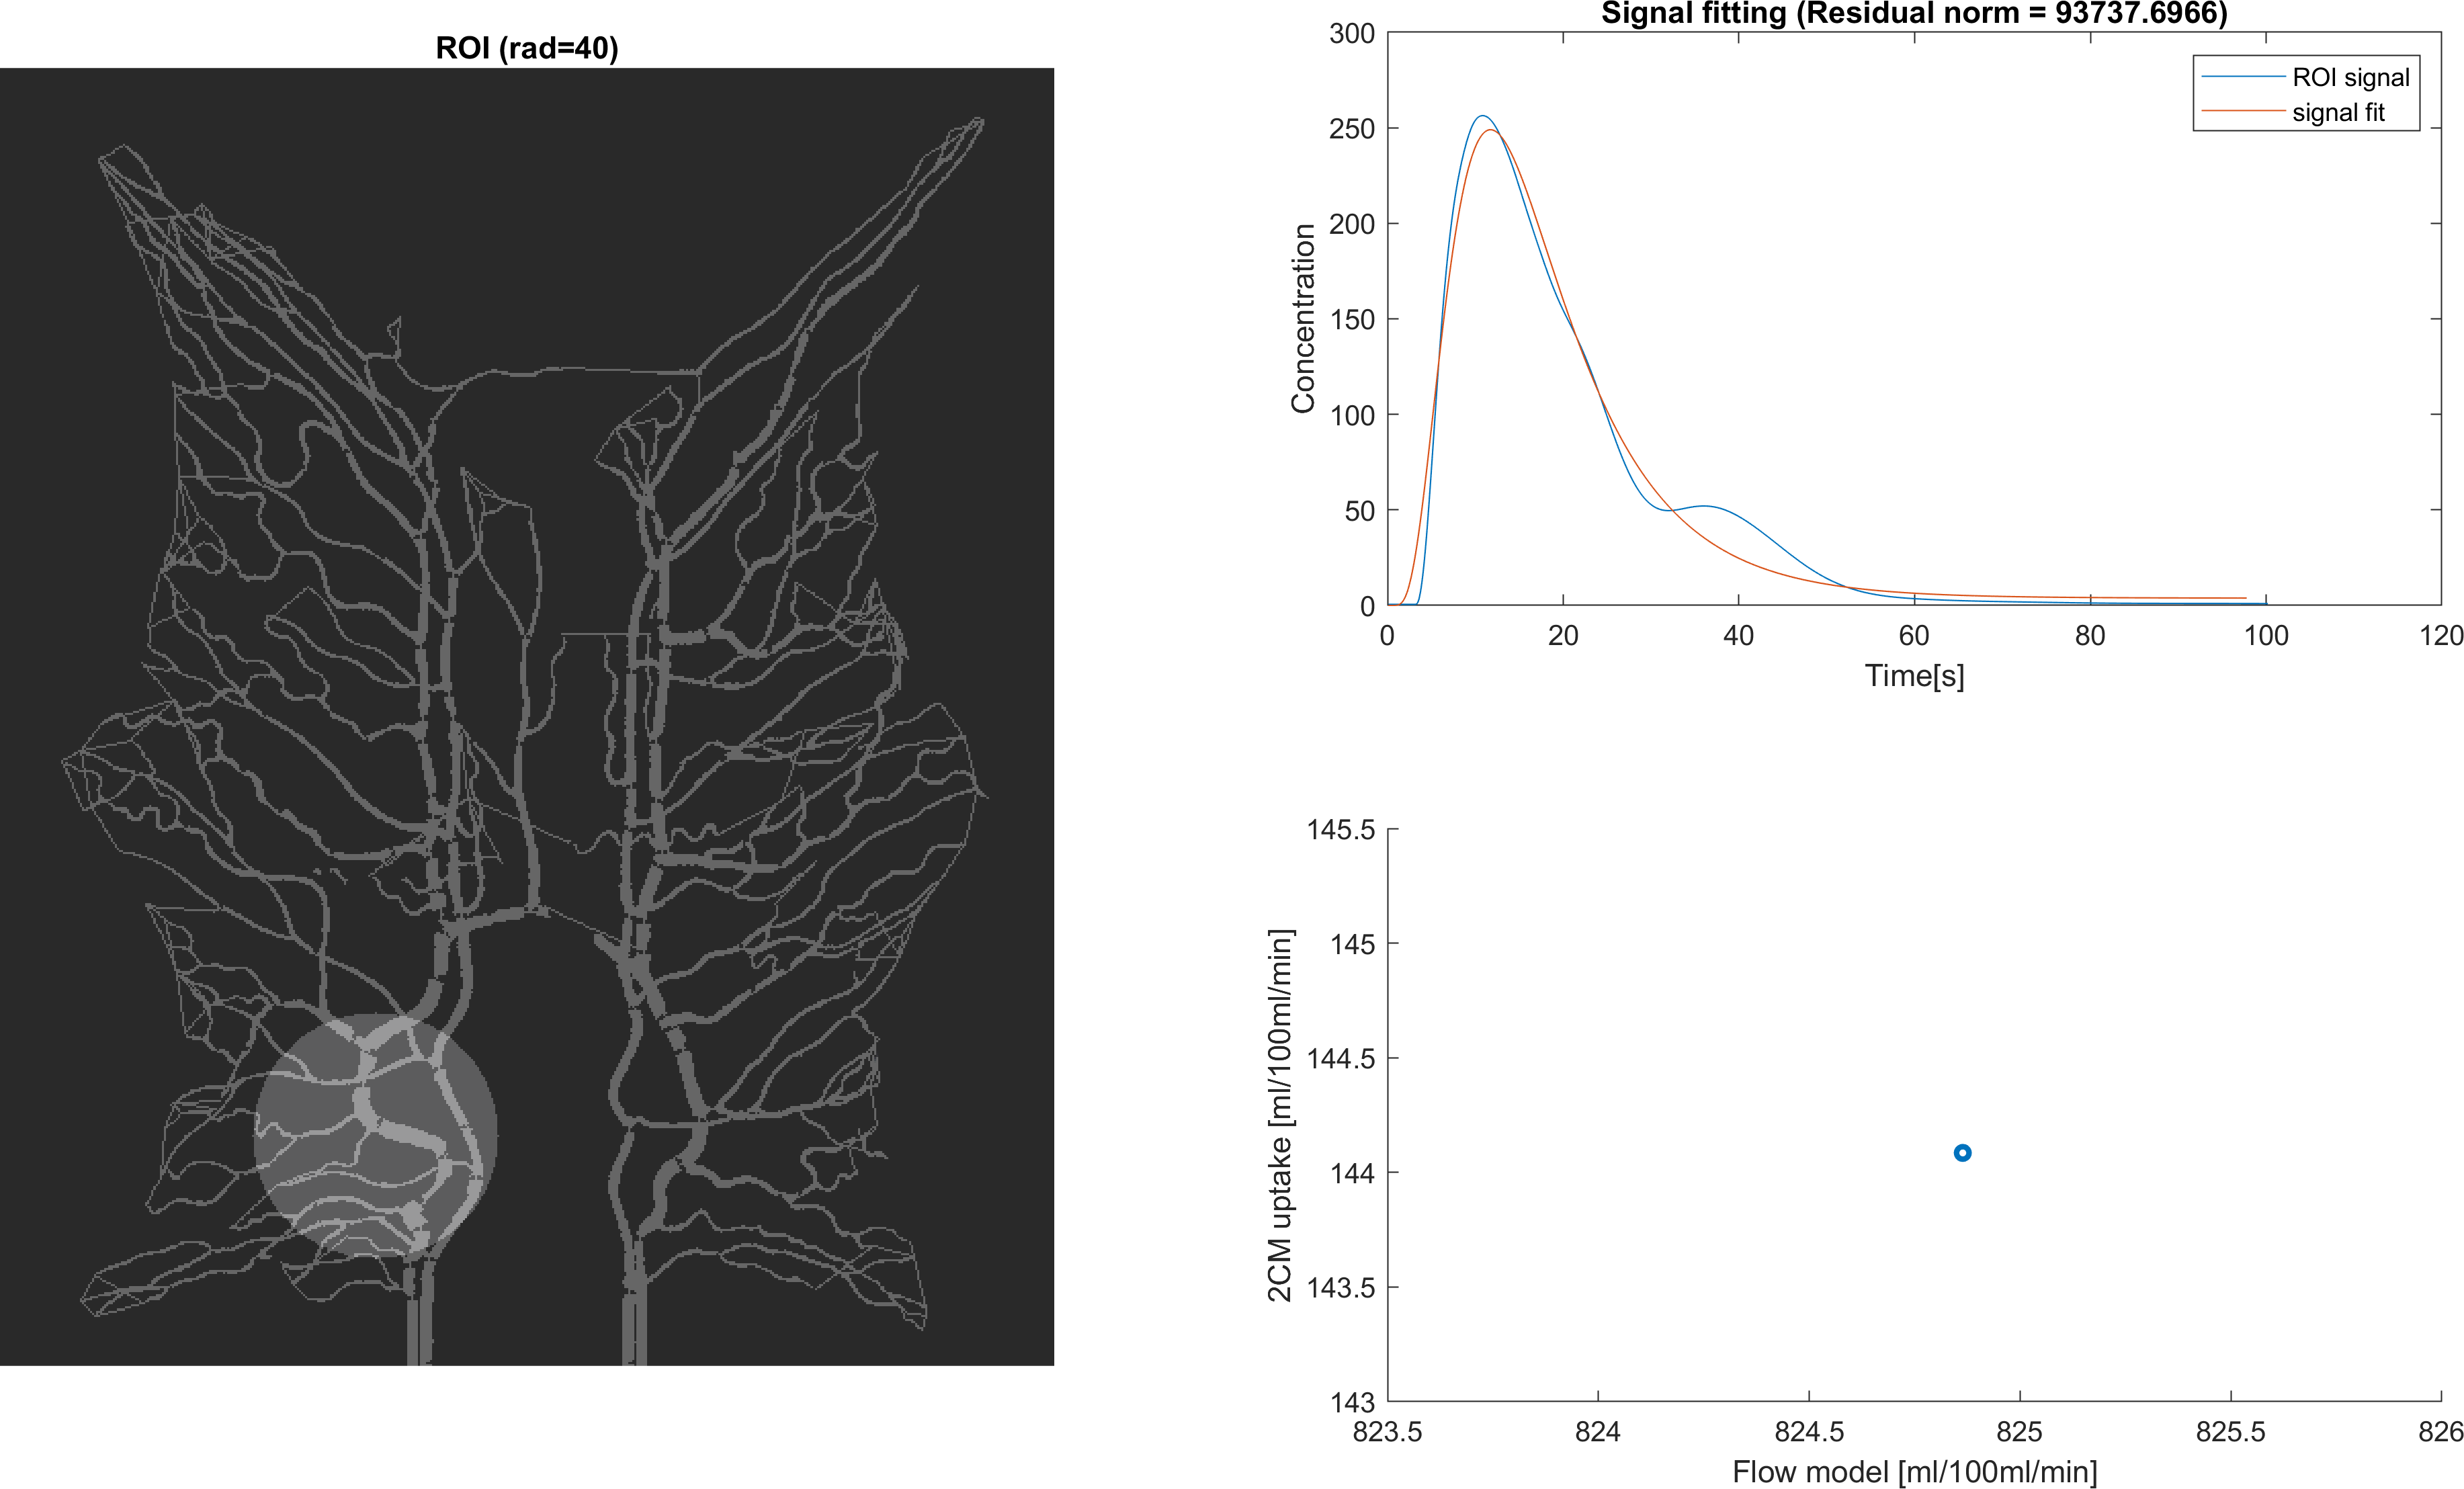 ROI (rad=40)
Signal fitting (Residual norm = 93737.6966)
300
250
200
150
100
50
0
Concentration
ROI signal
signal fit
0 20 40 60 80 100 120
Time[s]
145.5
145
144.5
144
143.5
143
2CM uptake [ml/100ml/min]
823.5 824 824.5 825 825.5 826
Flow model [ml/100ml/min]